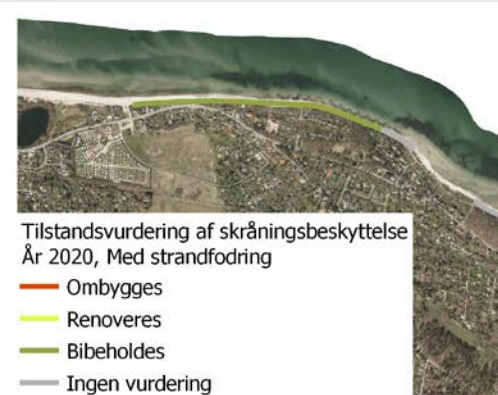 Tilstandsvurdering af skråningsbeskyttelse
År 2020, Med strandfodring
Ombygges
Renoveres
Bibeholdes
Ingen vurdering